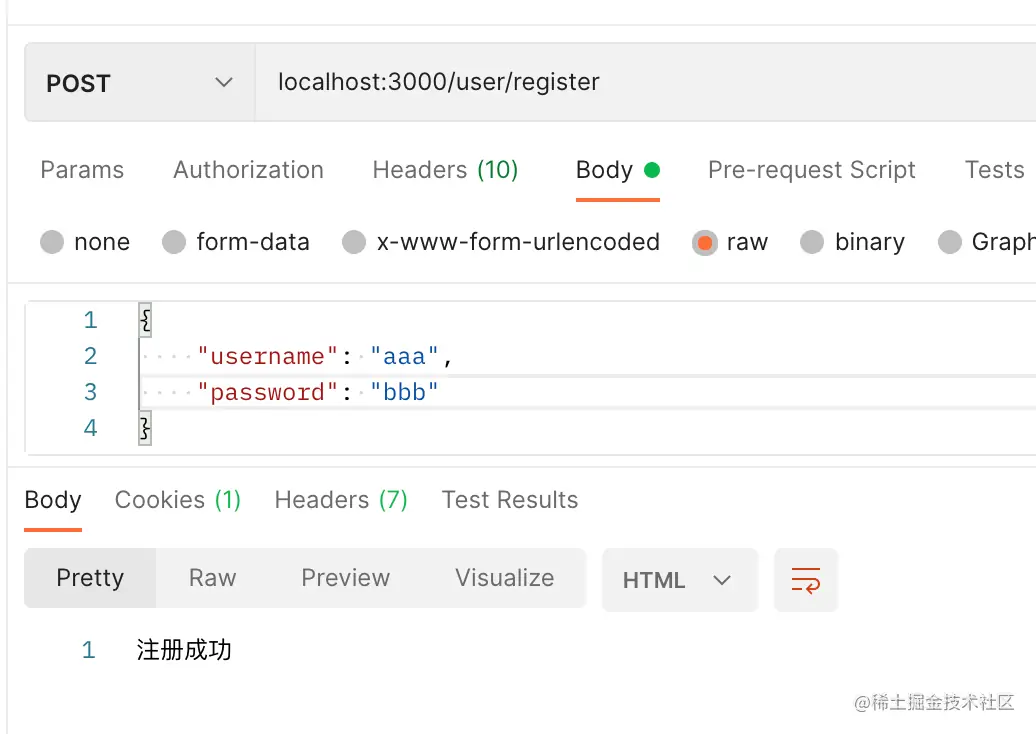 POST localhost:3000/user/register
Params Authorization Headers (10) Body Pre-request Script Tests
none form-data x-www-form-urlencoded raw binary Graph
1 {
2 "username": "aaa",
3 "password": "bbb"
4 }
Body Cookies (1) Headers (7) Test Results
Pretty Raw Preview Visualize HTML
1 注册成功
@稀土掘金技术社区